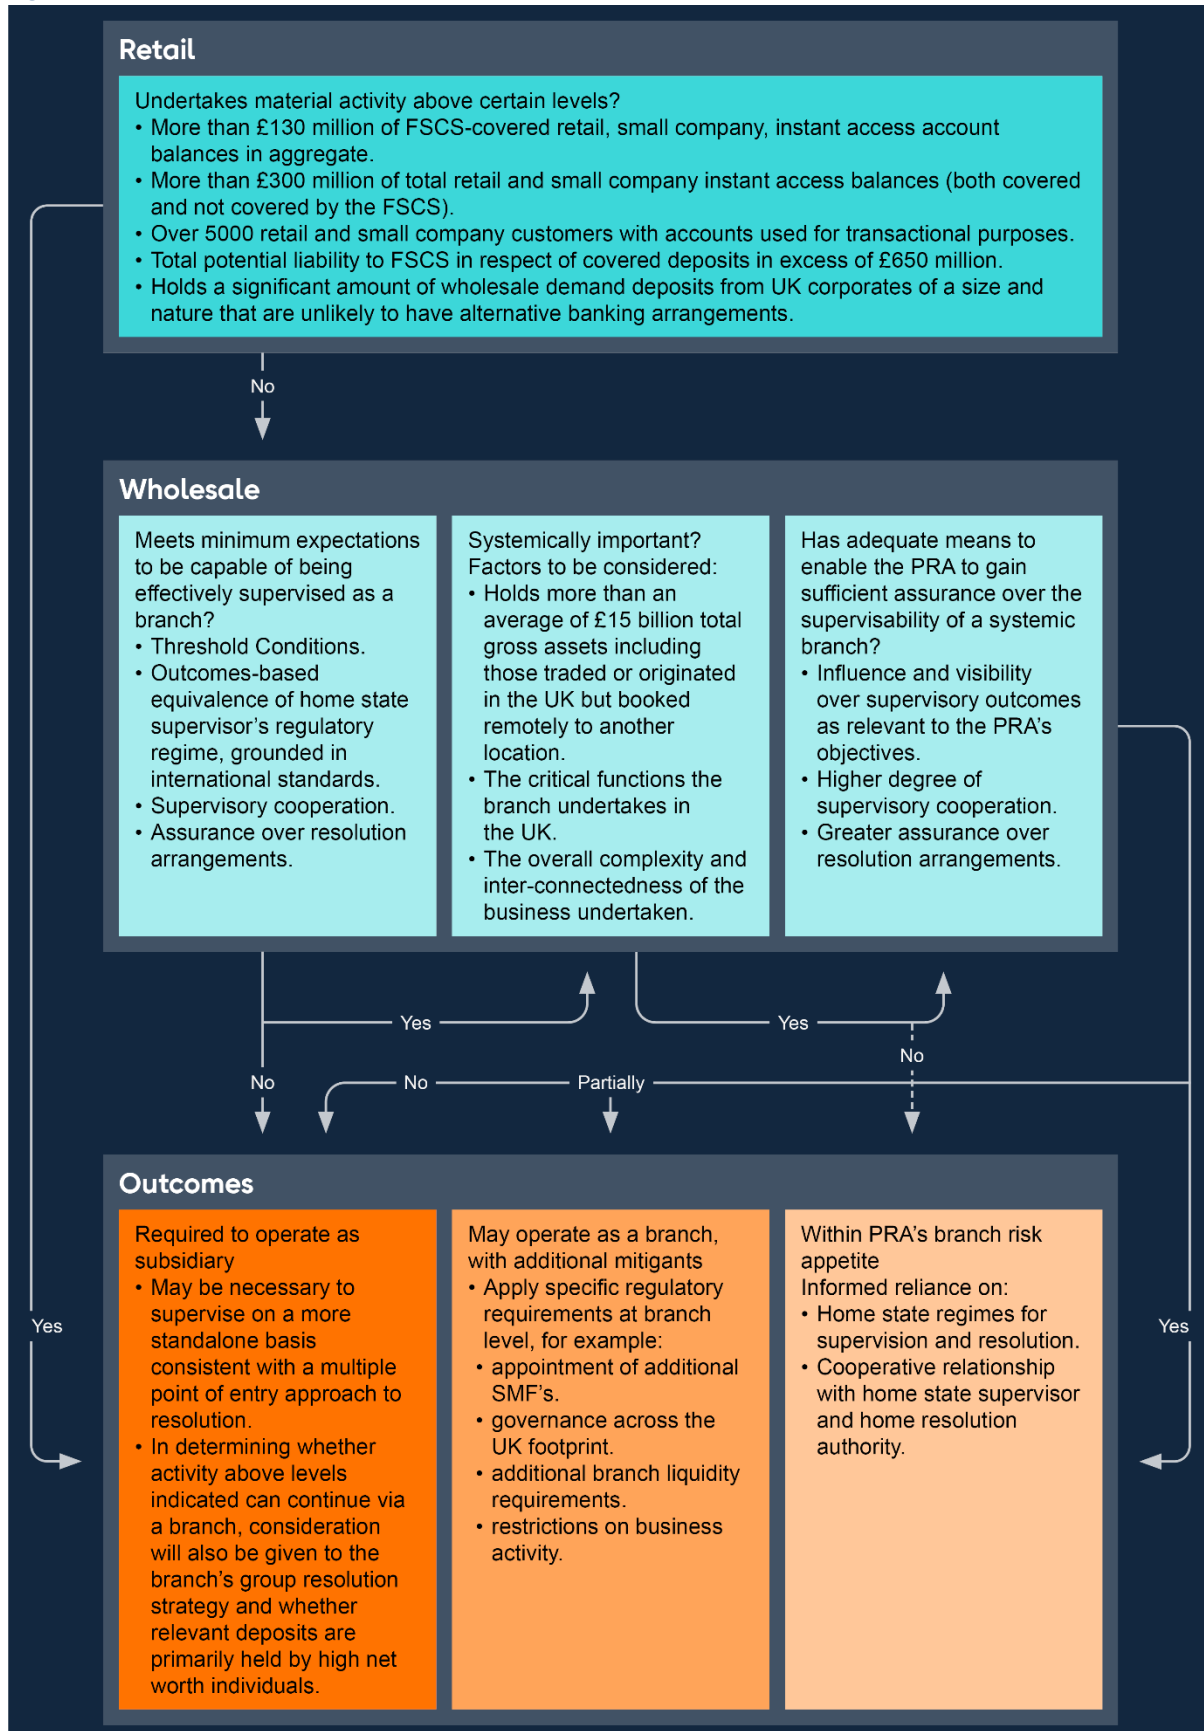 Retail
Undertakes material activity above certain levels?
• More than £130 million of FSCS-covered retail, small company, instant access account
balances in aggregate.
• More than £300 million of total retail and small company instant access balances (both covered
and not covered by the FSCS).
• Over 5000 retail and small company customers with accounts used for transactional purposes.
• Total potential liability to FSCS in respect of covered deposits in excess of £650 million.
• Holds a significant amount of wholesale demand deposits from UK corporates of a size and
nature that are unlikely to have alternative banking arrangements.
No
Wholesale
Meets minimum expectations
to be capable of being
effectively supervised as a
branch?
• Threshold Conditions.
• Outcomes-based
equivalence of home state
supervisor’s regulatory
regime, grounded in
international standards.
• Supervisory cooperation.
• Assurance over resolution
arrangements.
Systemically important?
Factors to be considered:
• Holds more than an
average of £15 billion total
gross assets including
those traded or originated
in the UK but booked
remotely to another
location.
• The critical functions the
branch undertakes in
the UK.
• The overall complexity and
inter-connectedness of the
business undertaken.
Has adequate means to
enable the PRA to gain
sufficient assurance over the
supervisability of a systemic
branch?
• Influence and visibility
over supervisory outcomes
as relevant to the PRA’s
objectives.
• Higher degree of
supervisory cooperation.
• Greater assurance over
resolution arrangements.
Yes
Yes
No
No
No
Partially
Yes
Yes
Outcomes
Required to operate as
subsidiary
• May be necessary to
supervise on a more
standalone basis
consistent with a multiple
point of entry approach to
resolution.
• In determining whether
activity above levels
indicated can continue via
a branch, consideration
will also be given to the
branch’s group resolution
strategy and whether
relevant deposits are
primarily held by high net
worth individuals.
May operate as a branch,
with additional mitigants
• Apply specific regulatory
requirements at branch
level, for example:
• appointment of additional
SMF’s.
• governance across the
UK footprint.
• additional branch liquidity
requirements.
• restrictions on business
activity.
Within PRA’s branch risk
appetite
Informed reliance on:
• Home state regimes for
supervision and resolution.
• Cooperative relationship
with home state supervisor
and home resolution
authority.